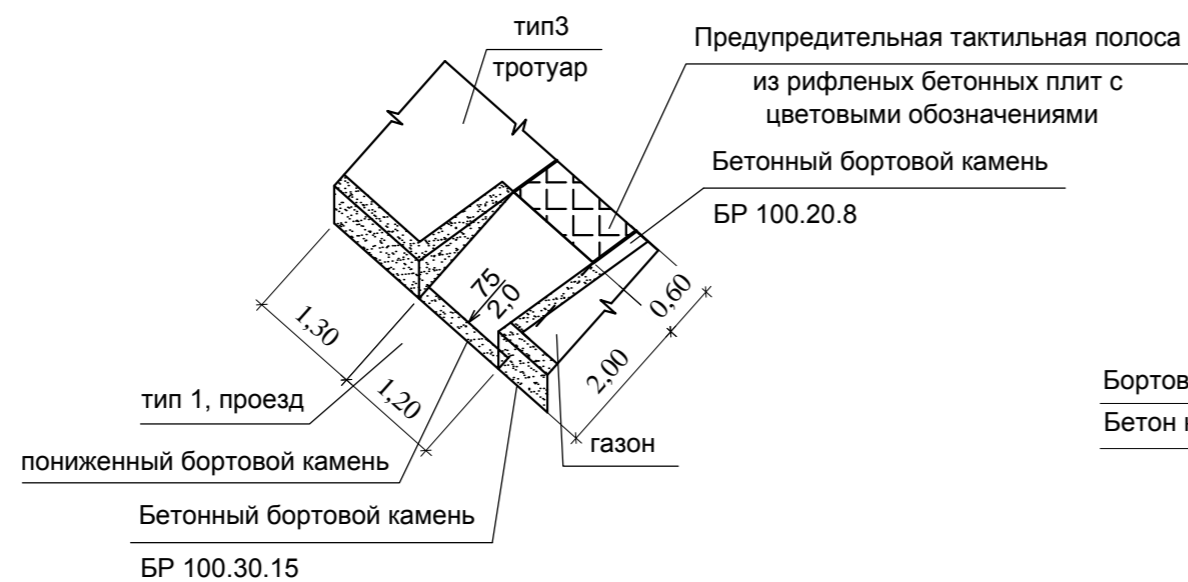 тип3
тротуар
Предупредительная тактильная полоса
из рифленых бетонных плит с
цветовыми обозначениями
Бетонный бортовой камень
БР 100.20.8
75
2,0
0,60
1,30
2,00
1,20
тип 1, проезд
газон
пониженный бортовой камень
Бетонный бортовой камень
БР 100.30.15
Бортов
Бетон